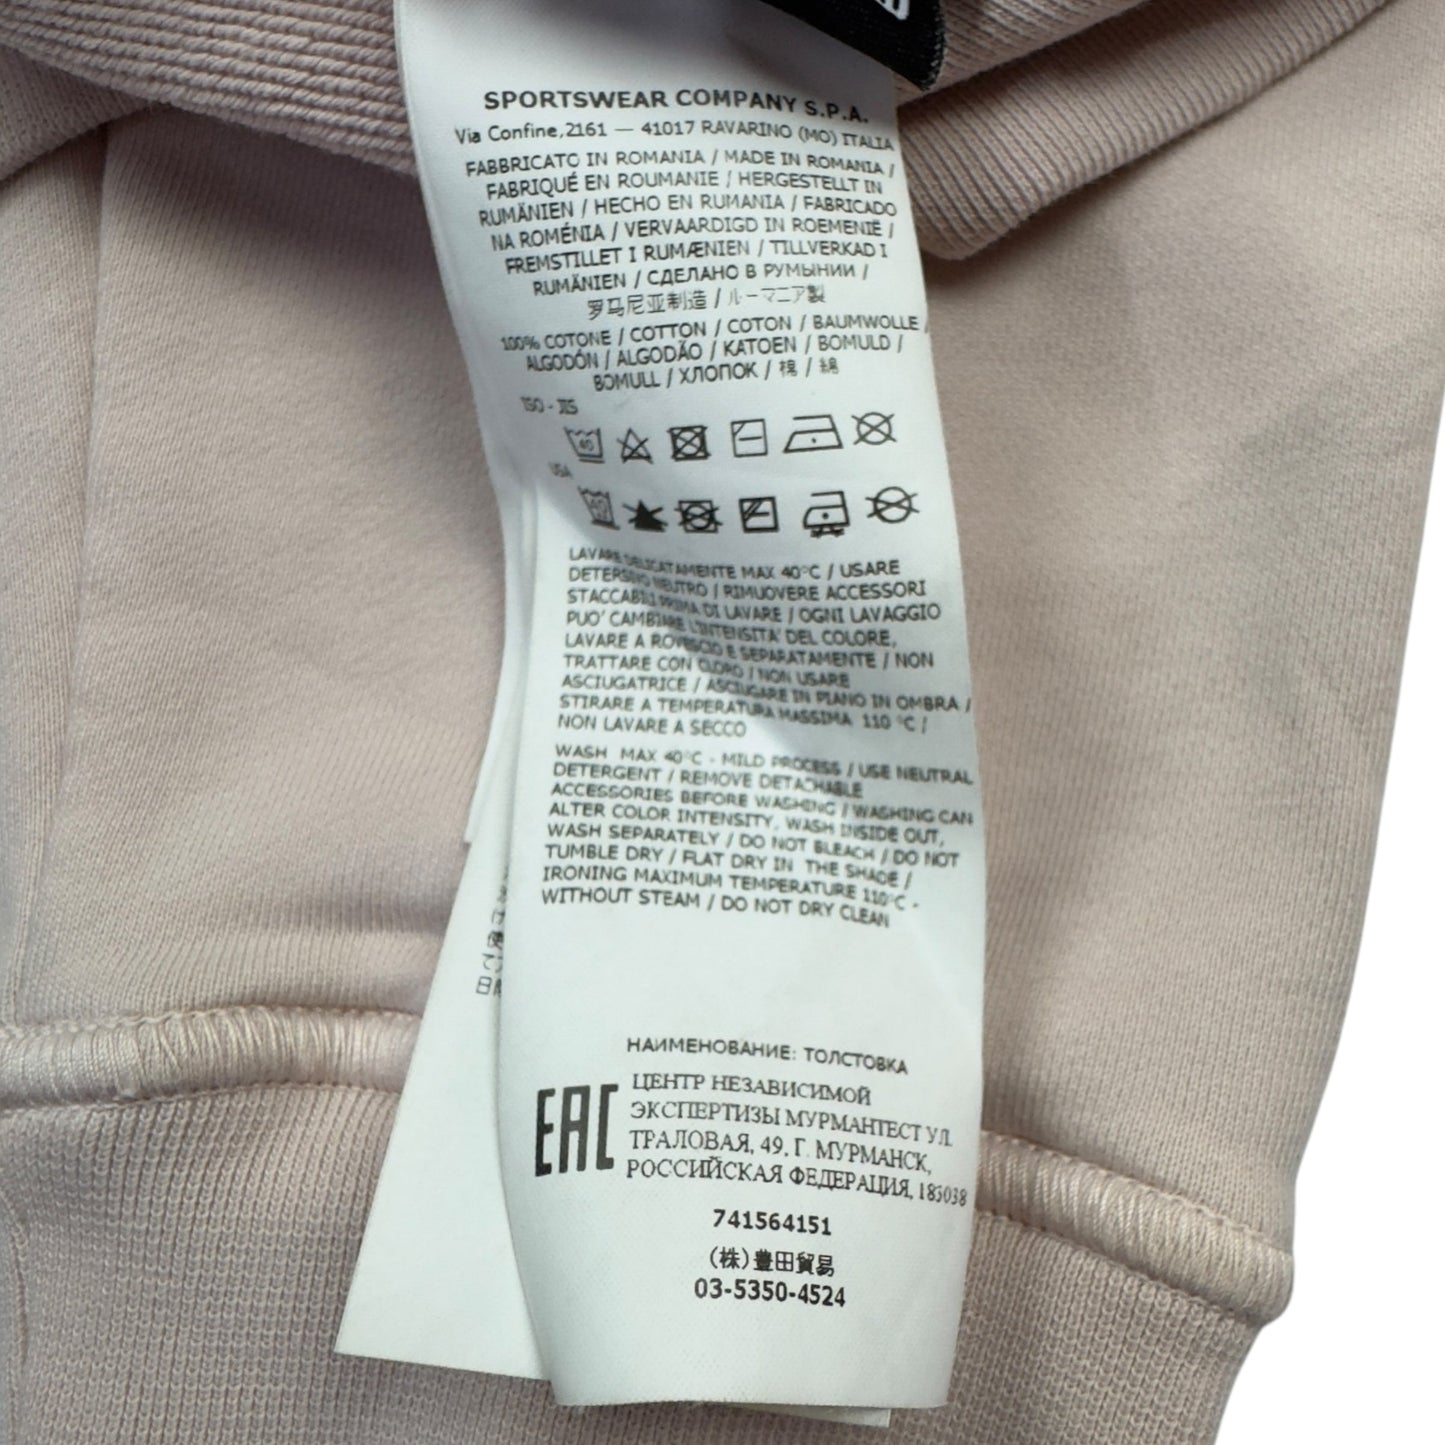 SPORTSWEAR COMPANY S.P.A.
Via Confine,2161 — 41017 RAVARINO (MO) ITALIA
FABBRICATO IN ROMANIA / MADE IN ROMANIA /
FABRIQUÉ EN ROUMANIE / HERGESTELLT IN
RUMÄNIEN / HECHO EN RUMANIA / FABRICADO
NA ROMÉNIA / VERVAARDIGD IN ROEMENIË /
FREMSTILLET I RUMÆNIEN / TILLVERKAD I
RUMÄNIEN / СДЕЛАНО В РУМЫНИИ /
罗马尼亚制造 / ルーマニア製
100% COTONE / COTTON / COTON / BAUMWOLLE /
ALGODÓN / ALGODÃO / KATOEN / BOMULD /
BOMULL / ХЛОПОК / 棉 / 綿
ISO - JIS
40
USA
40
LAVARE DELICATAMENTE MAX 40°C / USARE
DETERSIVO NEUTRO / RIMUOVERE ACCESSORI
STACCABILI PRIMA DI LAVARE / OGNI LAVAGGIO
PUO' CAMBIARE L'INTENSITA' DEL COLORE,
LAVARE A ROVESCIO E SEPARATAMENTE / NON
TRATTARE CON CLORO / NON USARE
ASCIUGATRICE / ASCIUGARE IN PIANO IN OMBRA /
STIRARE A TEMPERATURA MASSIMA 110 °C /
NON LAVARE A SECCO
WASH MAX 40°C - MILD PROCESS / USE NEUTRAL
DETERGENT / REMOVE DETACHABLE
ACCESSORIES BEFORE WASHING / WASHING CAN
ALTER COLOR INTENSITY, WASH INSIDE OUT,
WASH SEPARATELY / DO NOT BLEACH / DO NOT
TUMBLE DRY / FLAT DRY IN THE SHADE /
IRONING MAXIMUM TEMPERATURE 110°C -
WITHOUT STEAM / DO NOT DRY CLEAN
НАИМЕНОВАНИЕ: ТОЛСТОВКА
EAC
ЦЕНТР НЕЗАВИСИМОЙ
ЭКСПЕРТИЗЫ МУРМАНТЕСТ УЛ.
ТРАЛОВАЯ, 49, Г. МУРМАНСК,
РОССИЙСКАЯ ФЕДЕРАЦИЯ, 183038
741564151
(株)豊田貿易
03-5350-4524